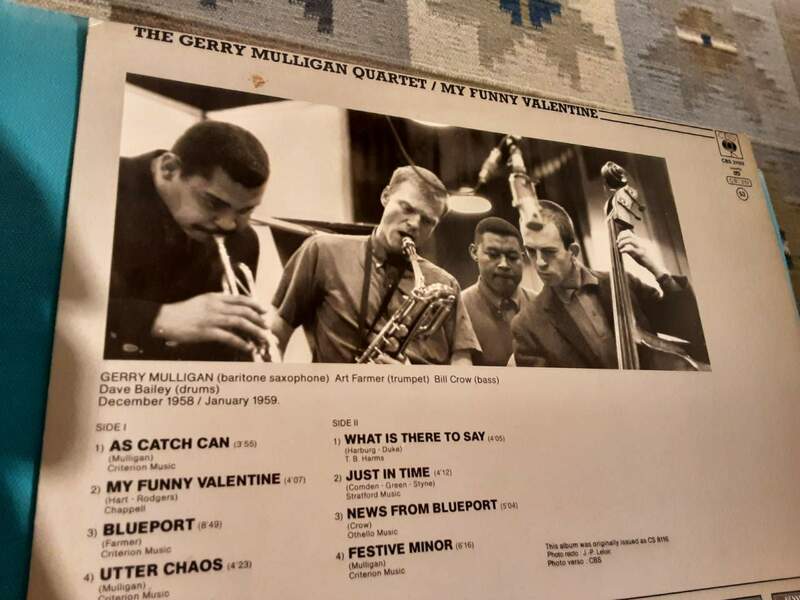 THE GERRY MULLIGAN QUARTET / MY FUNNY VALENTINE
GERRY MULLIGAN (baritone saxophone) Art Farmer (trumpet) Bill Crow (bass)
Dave Bailey (drums)
December 1958 / January 1959.
SIDE I
1) AS CATCH CAN (3'55)
(Mulligan)
Criterion Music
2) MY FUNNY VALENTINE (4'07)
(Hart - Rodgers)
Chappell
3) BLUEPORT (8'49)
(Farmer)
Criterion Music
4) UTTER CHAOS (4'23)
(Mulligan)
Criterion Music
SIDE II
1) WHAT IS THERE TO SAY (4'05)
(Harburg - Duke)
T. B. Harms
2) JUST IN TIME (4'12)
(Comden - Green - Styne)
Stratford Music
3) NEWS FROM BLUEPORT (5'04)
(Crow)
Othello Music
4) FESTIVE MINOR (6'16)
(Mulligan)
Criterion Music
This album was originally issued as CS 8116
Photo recto : J.-P. Leloir
Photo verso : CBS
CBS